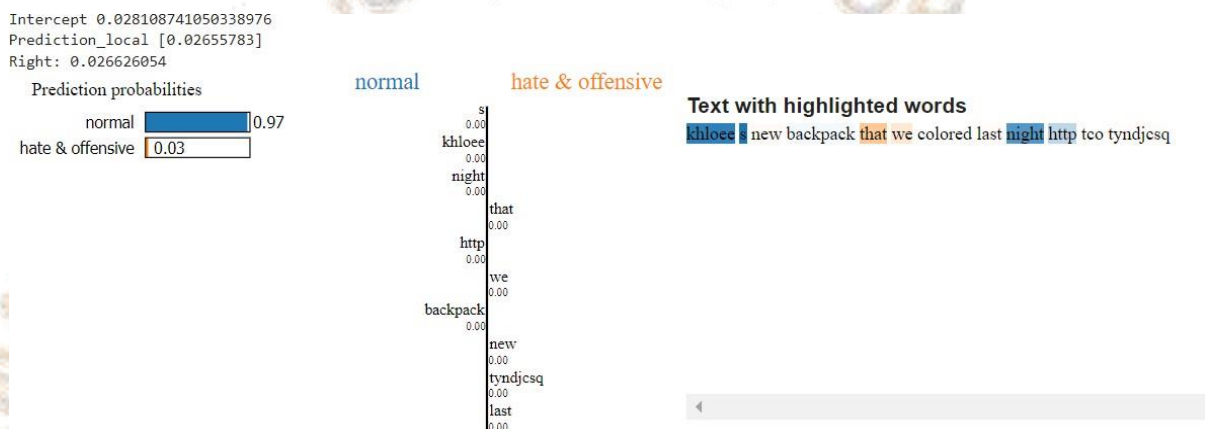 Intercept 0.028108741050338976
Prediction_local [0.02655783]
Right: 0.026626054
Prediction probabilities
normal 0.97
hate & offensive 0.03
normal hate & offensive
s
0.00
khloee
0.00
night
0.00
that
0.00
http
0.00
we
0.00
backpack
0.00
new
0.00
tyndjcsq
0.00
last
0.00
Text with highlighted words
khloee s new backpack that we colored last night http tco tyndjcsq